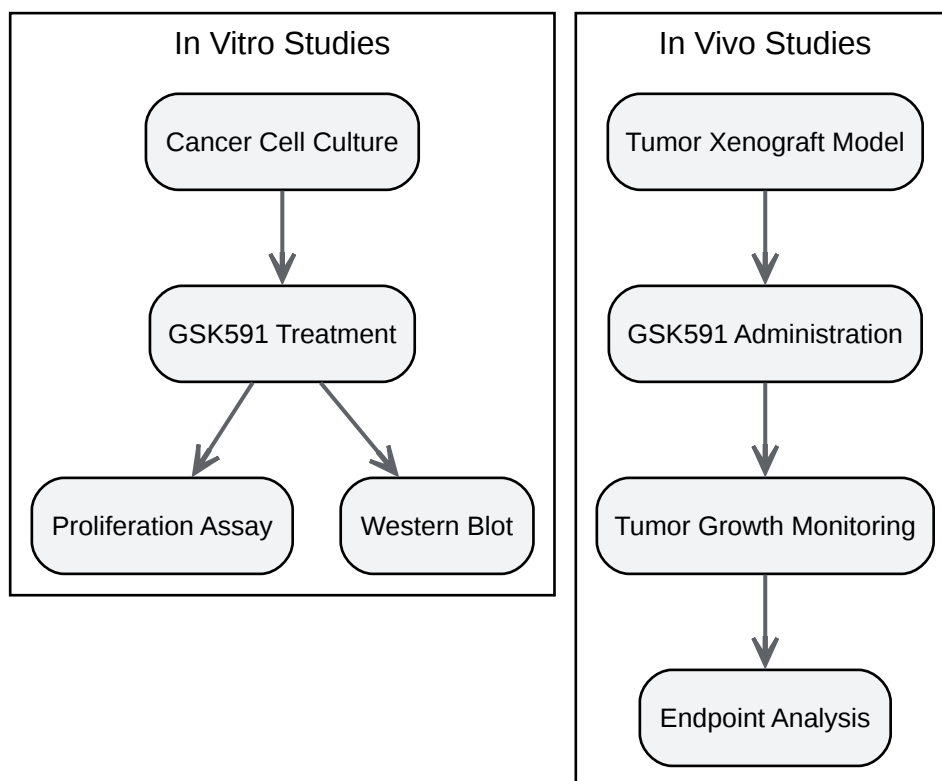 In Vitro Studies
Cancer Cell Culture
GSK591 Treatment
Proliferation Assay
Western Blot
In Vivo Studies
Tumor Xenograft Model
GSK591 Administration
Tumor Growth Monitoring
Endpoint Analysis